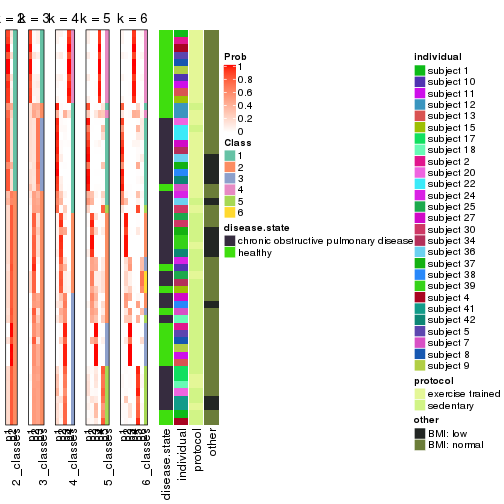 k = 2
k = 3
k = 4
k = 5
k = 6
Prob
1
0.8
0.6
0.4
0.2
0
Class
1
2
3
4
5
6
disease.state
chronic obstructive pulmonary disease
healthy
individual
subject 1
subject 10
subject 11
subject 12
subject 13
subject 15
subject 17
subject 18
subject 2
subject 20
subject 22
subject 24
subject 25
subject 27
subject 30
subject 34
subject 36
subject 37
subject 38
subject 39
subject 4
subject 41
subject 42
subject 5
subject 7
subject 8
subject 9
protocol
exercise trained
sedentary
other
BMI: low
BMI: normal
2_classes
3_classes
4_classes
5_classes
6_classes
disease.state
individual
protocol
other